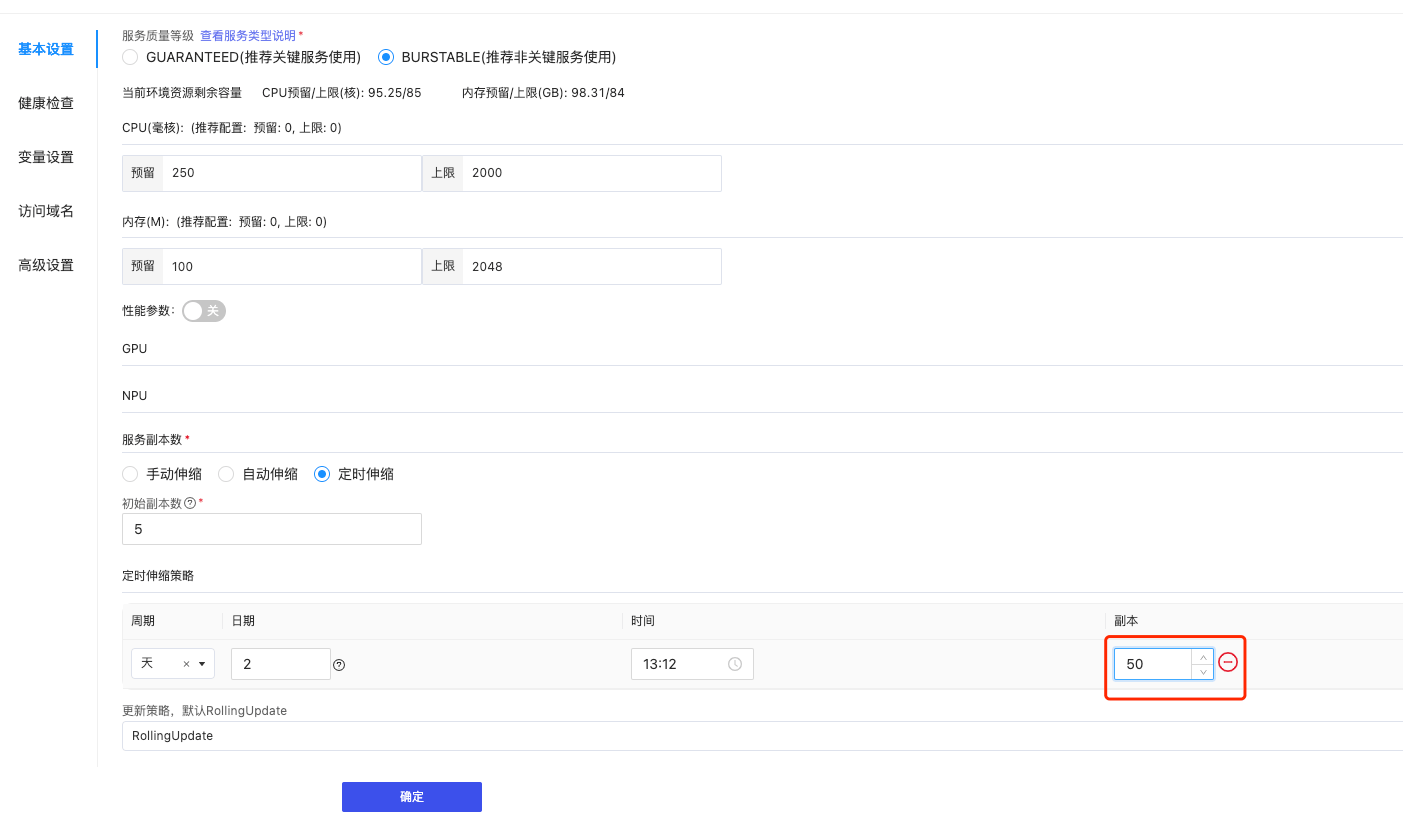 基本设置
健康检查
变量设置
访问域名
高级设置
服务质量等级 查看服务类型说明*
GUARANTEED(推荐关键服务使用) BURSTABLE(推荐非关键服务使用)
当前环境资源剩余容量 CPU预留/上限(核): 95.25/85 内存预留/上限(GB): 98.31/84
CPU(毫核): (推荐配置: 预留: 0, 上限: 0)
预留 250 上限 2000
内存(M): (推荐配置: 预留: 0, 上限: 0)
预留 100 上限 2048
性能参数: 关
GPU
NPU
服务副本数*
手动伸缩 自动伸缩 定时伸缩
初始副本数?*
5
定时伸缩策略
周期 日期 时间 副本
天 × 2 ? 13:12 50
更新策略，默认RollingUpdate
RollingUpdate
确定